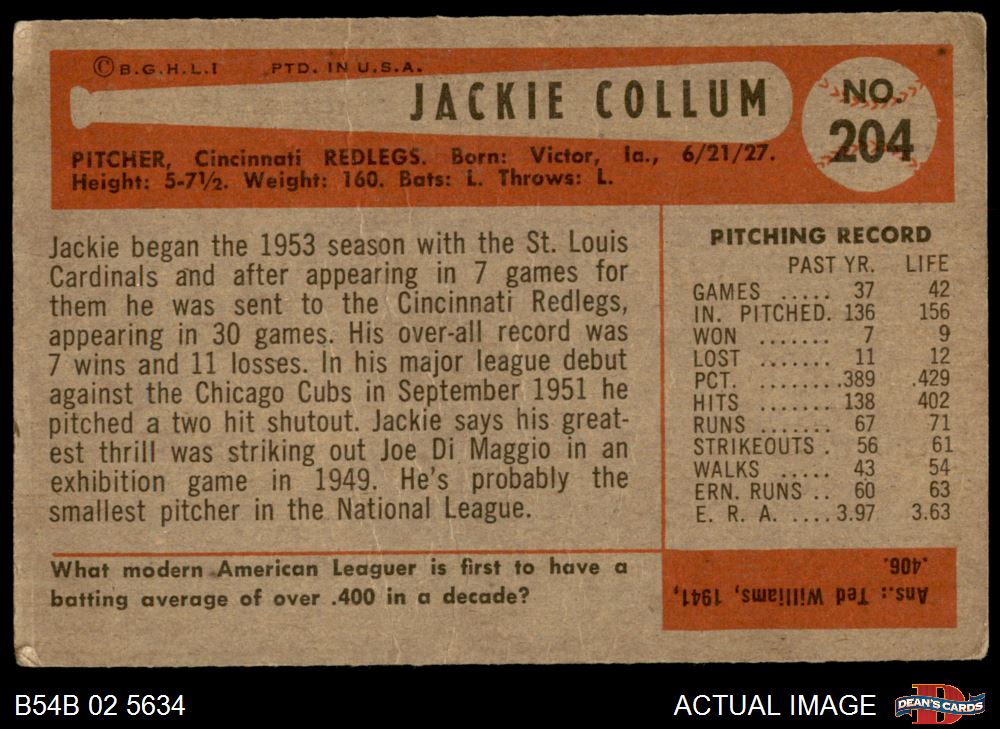 ©B.G.H.L.I PTD. IN U.S.A.
JACKIE COLLUM
NO.
204
PITCHER, Cincinnati REDLEGS. Born: Victor, Ia., 6/21/27.
Height: 5-7½. Weight: 160. Bats: L. Throws: L.
Jackie began the 1953 season with the St. Louis
Cardinals and after appearing in 7 games for
them he was sent to the Cincinnati Redlegs,
appearing in 30 games. His over-all record was
7 wins and 11 losses. In his major league debut
against the Chicago Cubs in September 1951 he
pitched a two hit shutout. Jackie says his great-
est thrill was striking out Joe Di Maggio in an
exhibition game in 1949. He's probably the
smallest pitcher in the National League.
PITCHING RECORD
PAST YR. LIFE
GAMES ..... 37 42
IN. PITCHED. 136 156
WON ....... 7 9
LOST ....... 11 12
PCT. ........389 .429
HITS ....... 138 402
RUNS ....... 67 71
STRIKEOUTS . 56 61
WALKS ..... 43 54
ERN. RUNS .. 60 63
E. R. A. ....3.97 3.63
What modern American Leaguer is first to have a
batting average of over .400 in a decade?
Ans.: Ted Williams, 1941,
.406.
B54B 02 5634
ACTUAL IMAGE
DEAN'S CARDS